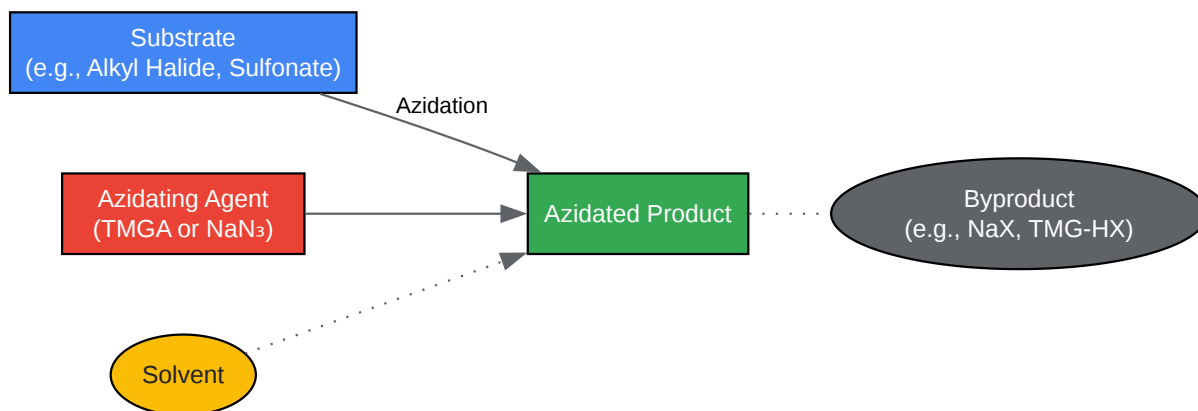 Substrate
(e.g., Alkyl Halide, Sulfonate)
Azidation
Azidating Agent
(TMGA or NaN₃)
Azidated Product
Byproduct
(e.g., NaX, TMG-HX)
Solvent